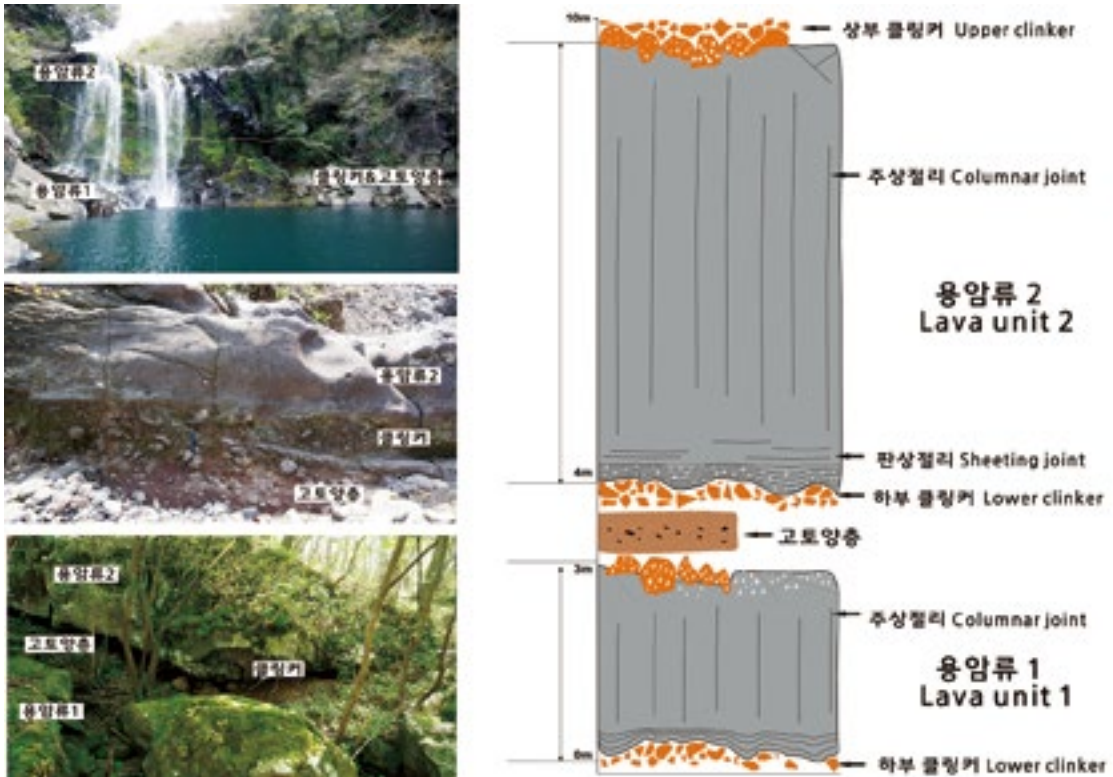 용암류2
용암류1
클링커&고토양층
용암류2
클링커
고토양층
용암류2
고토양층
클링커
용암류1
10m
상부 클링커 Upper clinker
주상절리 Columnar joint
용암류 2
Lava unit 2
판상절리 Sheeting joint
4m
하부 클링커 Lower clinker
고토양층
3m
주상절리 Columnar joint
용암류 1
Lava unit 1
0m
하부 클링커 Lower clinker